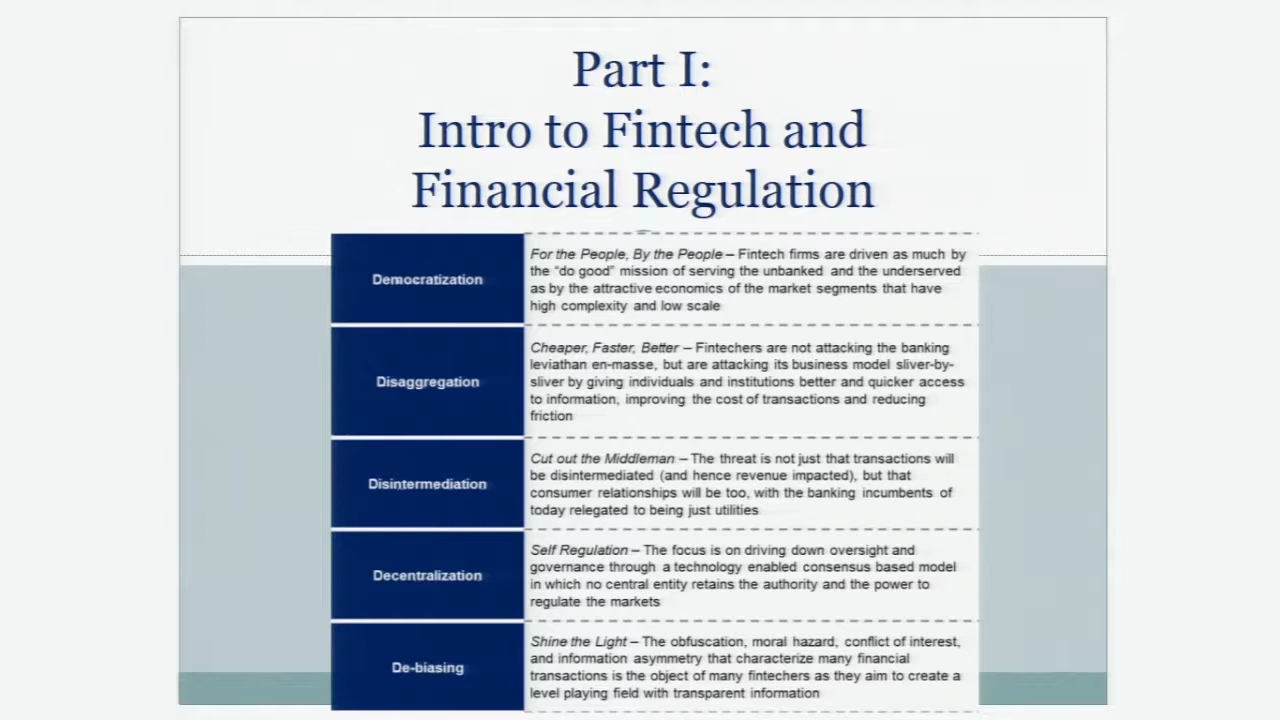 Part I:
Intro to Fintech and
Financial Regulation
Democratization
For the People, By the People – Fintech firms are driven as much by
the “do good” mission of serving the unbanked and the underserved
as by the attractive economics of the market segments that have
high complexity and low scale
Disaggregation
Cheaper, Faster, Better – Fintechers are not attacking the banking
leviathan en-masse, but are attacking its business model sliver-by-
sliver by giving individuals and institutions better and quicker access
to information, improving the cost of transactions and reducing
friction
Disintermediation
Cut out the Middleman – The threat is not just that transactions will
be disintermediated (and hence revenue impacted), but that
consumer relationships will be too, with the banking incumbents of
today relegated to being just utilities
Decentralization
Self Regulation – The focus is on driving down oversight and
governance through a technology enabled consensus based model
in which no central entity retains the authority and the power to
regulate the markets
De-biasing
Shine the Light – The obfuscation, moral hazard, conflict of interest,
and information asymmetry that characterize many financial
transactions is the object of many fintechers as they aim to create a
level playing field with transparent information